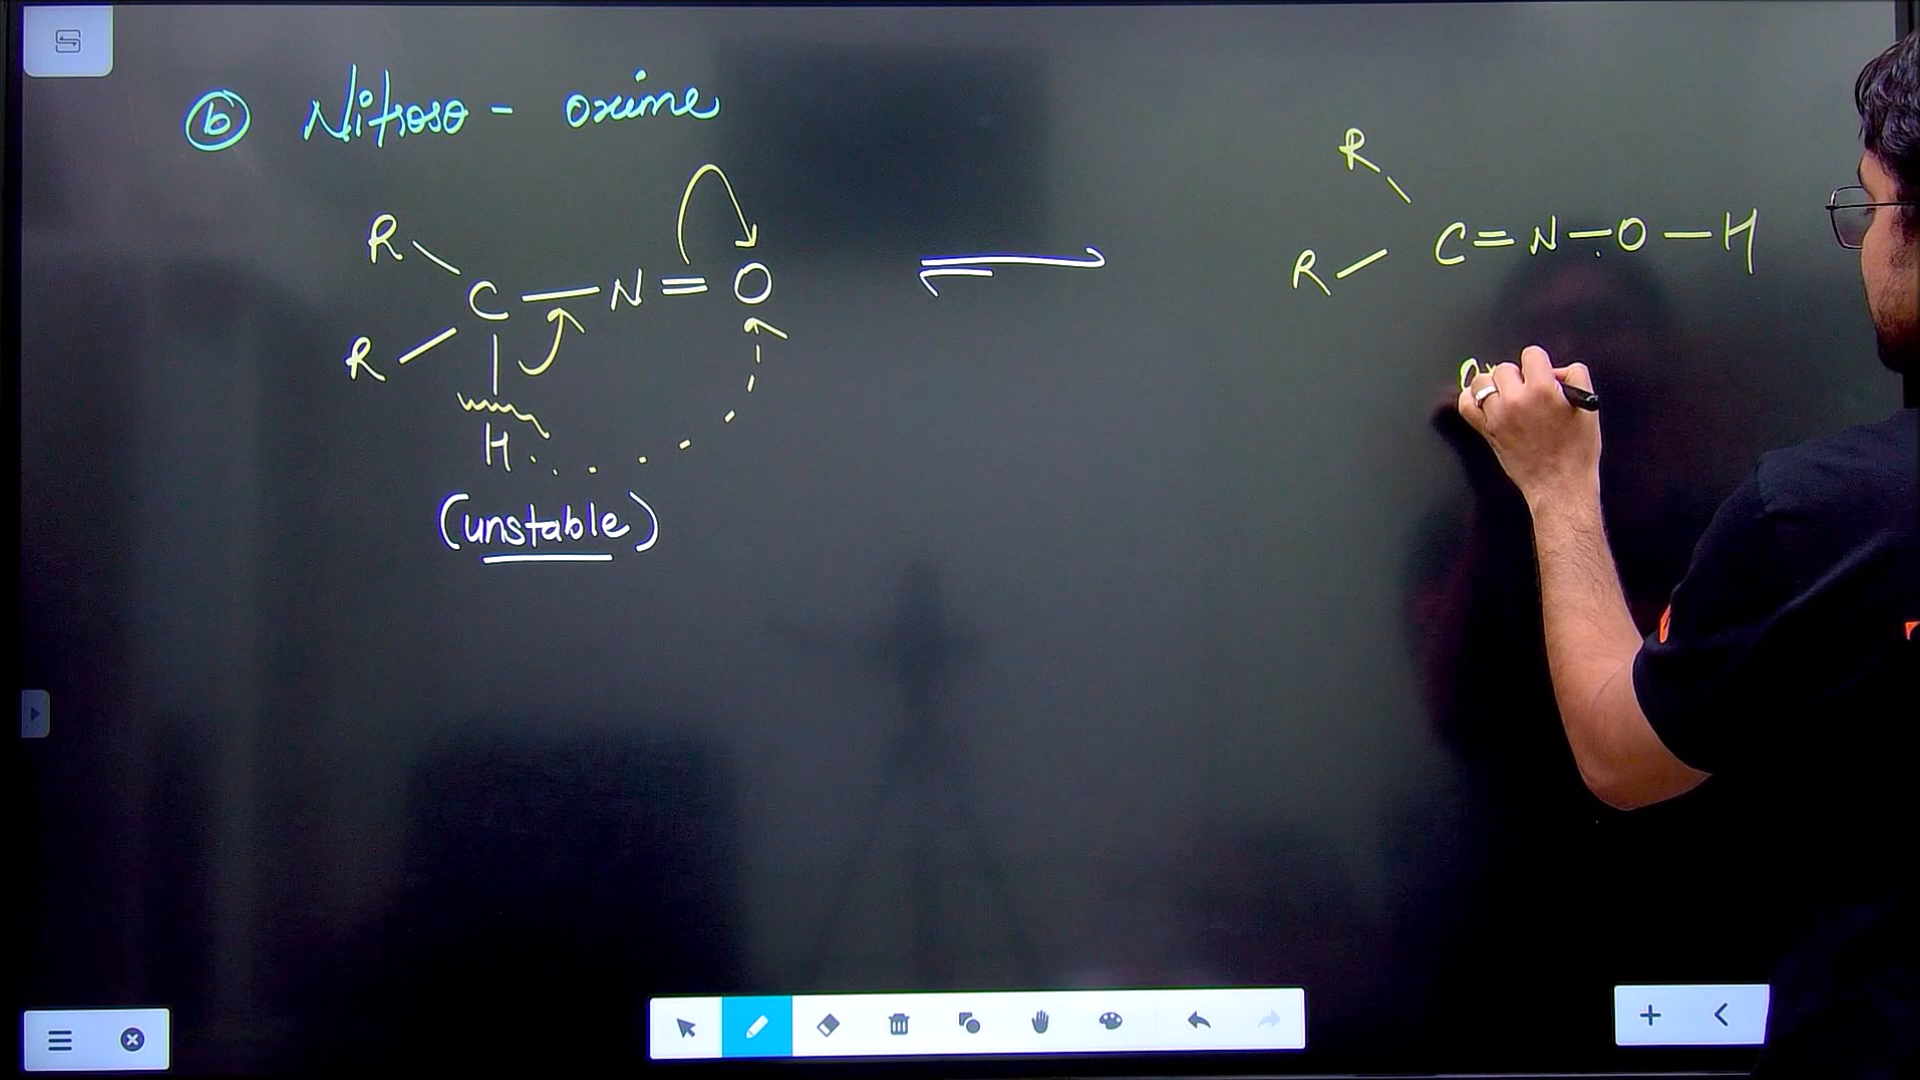 ⓑ Nitroso - oxime
R
C — N = O
R
H
(unstable)
R
C = N — O — H
R